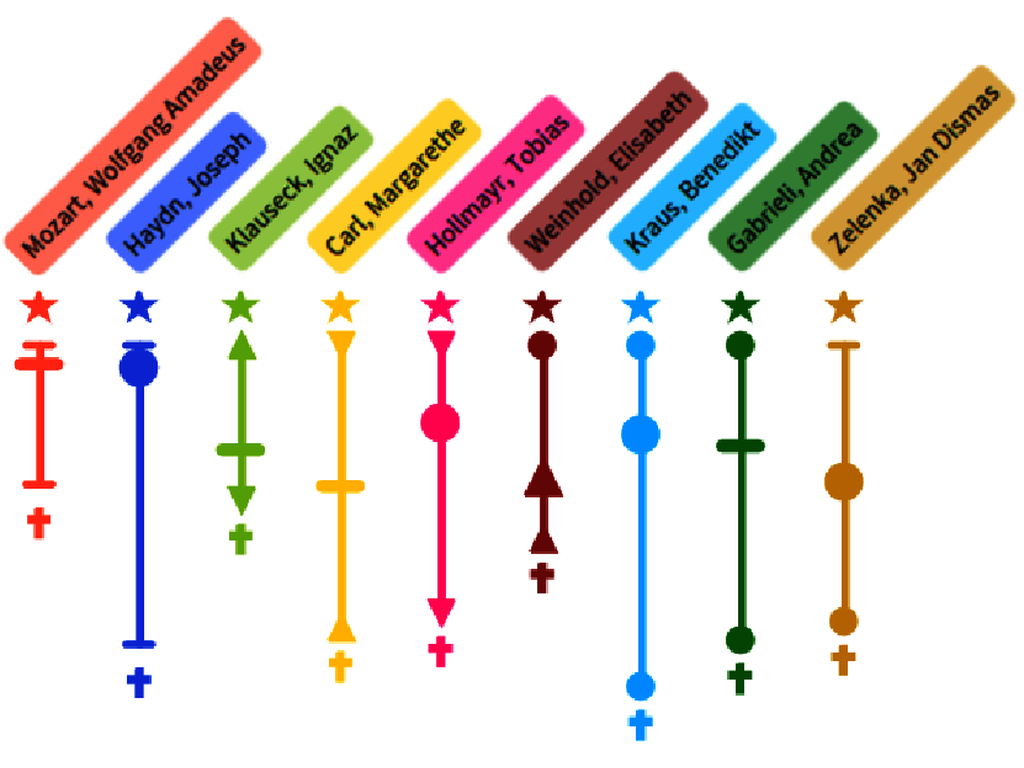 Mozart, Wolfgang Amadeus
Haydn, Joseph
Klauseck, Ignaz
Carl, Margarethe
Hollmayr, Tobias
Weinhold, Elisabeth
Kraus, Benedikt
Gabrieli, Andrea
Zelenka, Jan Dismas